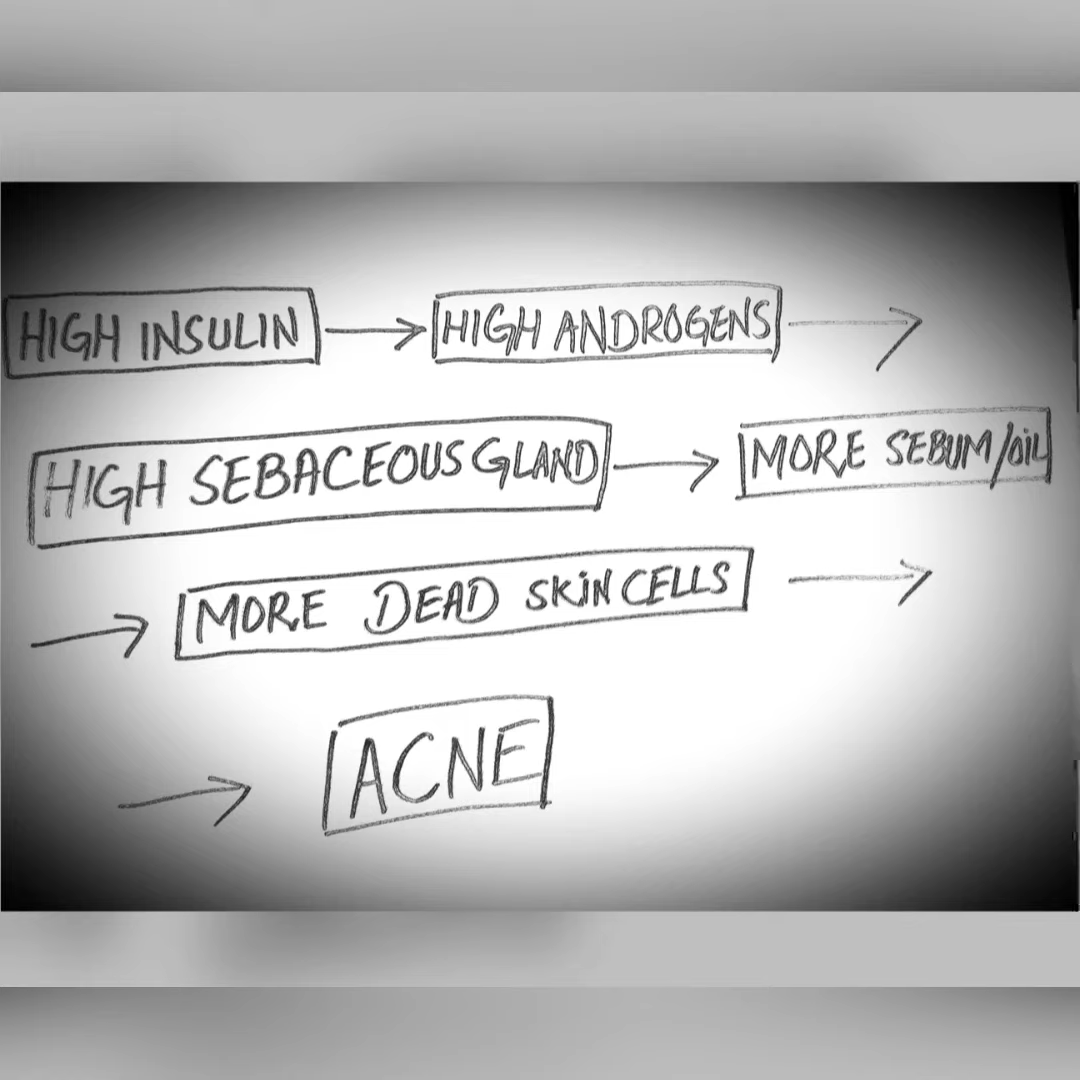 HIGH INSULIN → HIGH ANDROGENS →
HIGH SEBACEOUS GLAND → MORE SEBUM/OIL
→ MORE DEAD SKIN CELLS →
→ ACNE